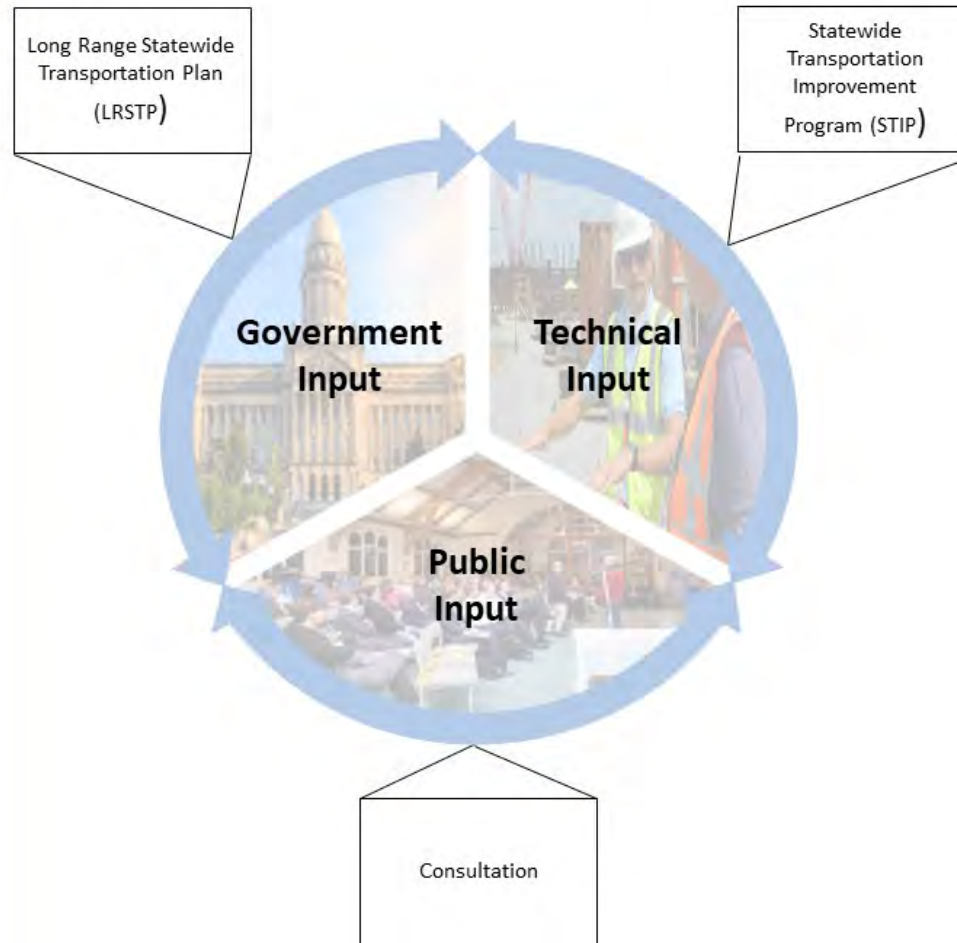 Long Range Statewide
Transportation Plan
(LRSTP)
Statewide
Transportation
Improvement
Program (STIP)
Government
Input
Technical
Input
Public
Input
Consultation